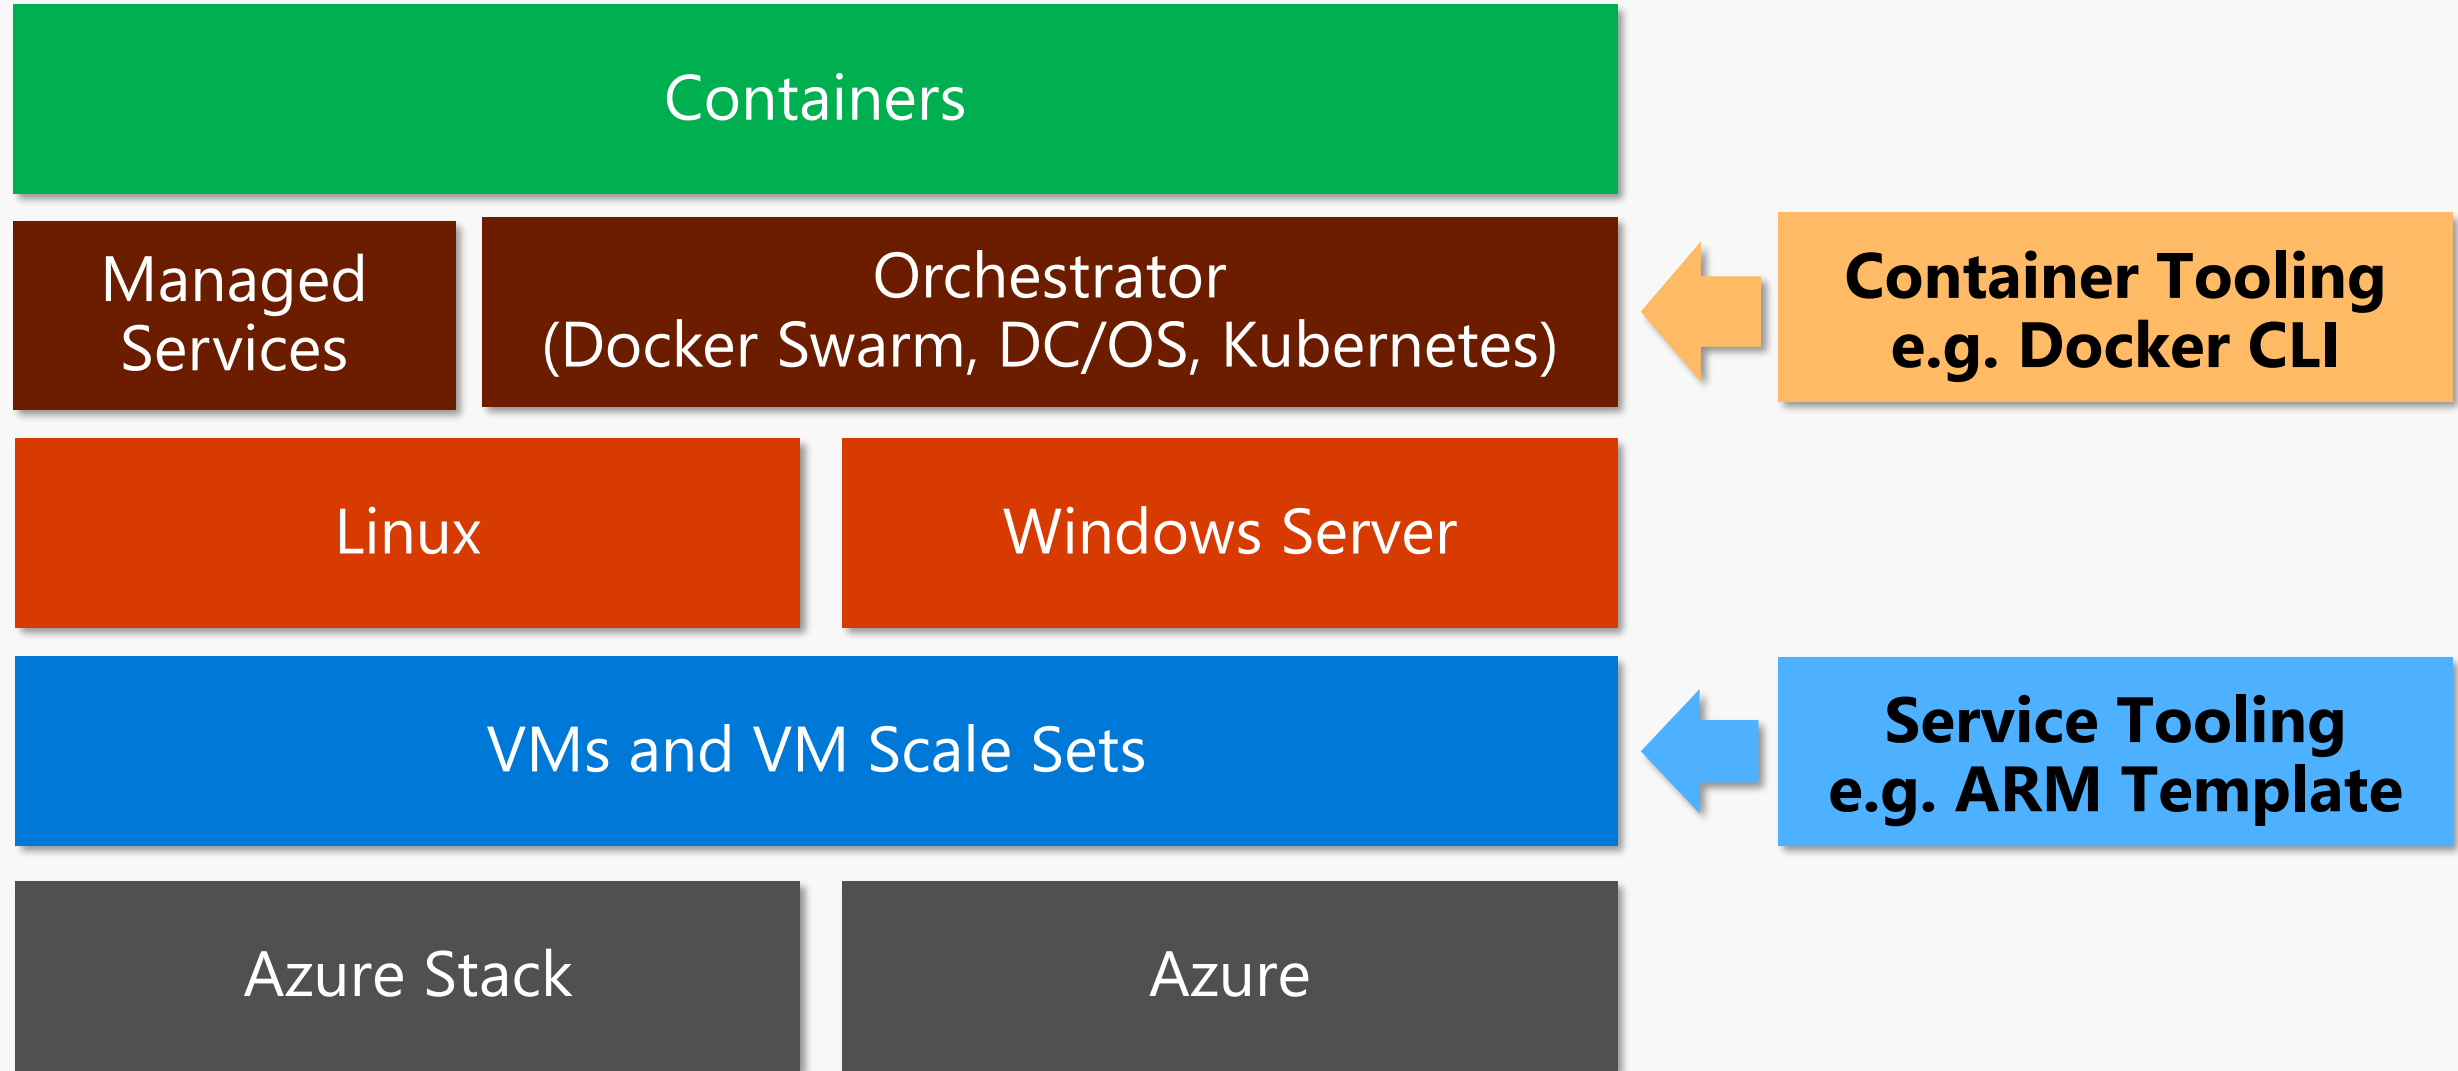 Containers
Managed
Services
Orchestrator
(Docker Swarm, DC/OS, Kubernetes)
Container Tooling
e.g. Docker CLI
Linux
Windows Server
VMs and VM Scale Sets
Service Tooling
e.g. ARM Template
Azure Stack
Azure